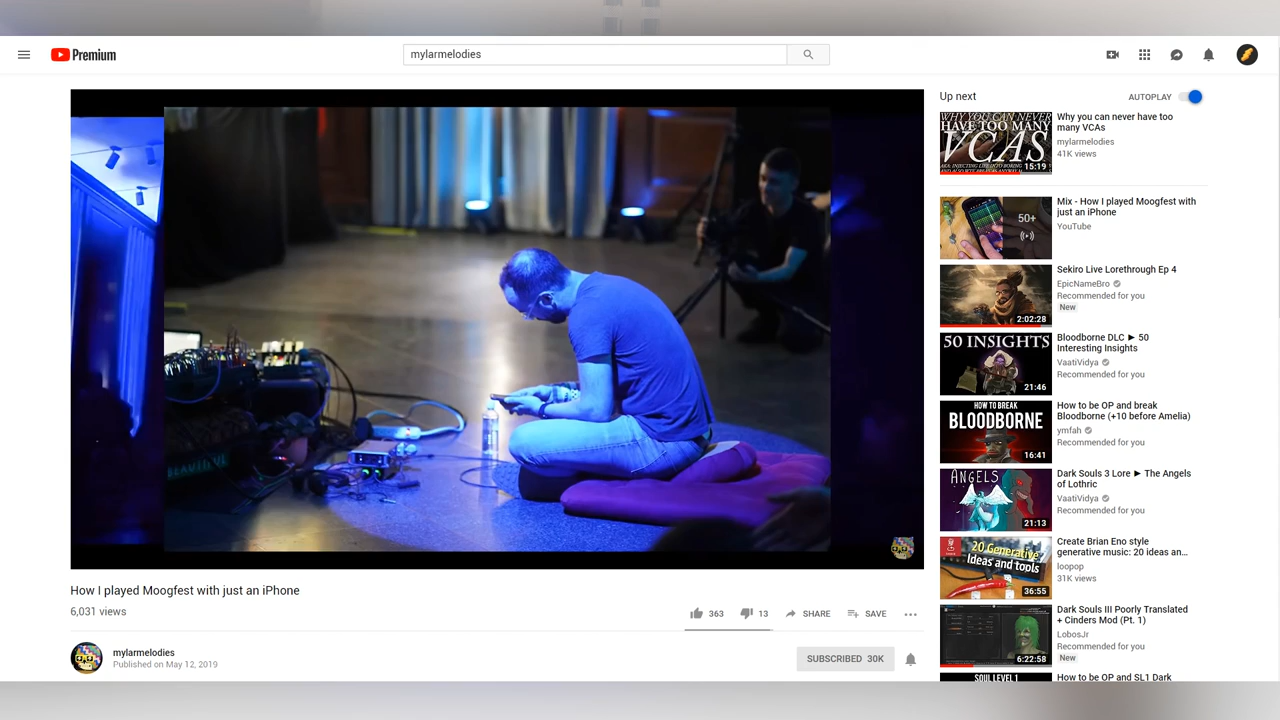 Premium
mylarmelodies
How I played Moogfest with just an iPhone
6,031 views
363
13
SHARE
SAVE
mylarmelodies
Published on May 12, 2019
SUBSCRIBED 30K
Up next
AUTOPLAY
WHY YOU CAN NEVER
HAVE TOO MANY
VCAS
15:19
Why you can never have too
many VCAs
mylarmelodies
41K views
50+
Mix - How I played Moogfest with
just an iPhone
YouTube
2:02:28
Sekiro Live Lorethrough Ep 4
EpicNameBro
Recommended for you
New
50 INSIGHTS
21:46
Bloodborne DLC ► 50
Interesting Insights
VaatiVidya
Recommended for you
HOW TO BREAK
BLOODBORNE
16:41
How to be OP and break
Bloodborne (+10 before Amelia)
ymfah
Recommended for you
ANGELS
21:13
Dark Souls 3 Lore ► The Angels
of Lothric
VaatiVidya
Recommended for you
20 Generative
Ideas and tools
36:55
Create Brian Eno style
generative music: 20 ideas an...
loopop
31K views
6:22:58
Dark Souls III Poorly Translated
+ Cinders Mod (Pt. 1)
LobosJr
Recommended for you
New
SOUL LEVEL 1
How to be OP and SL1 Dark